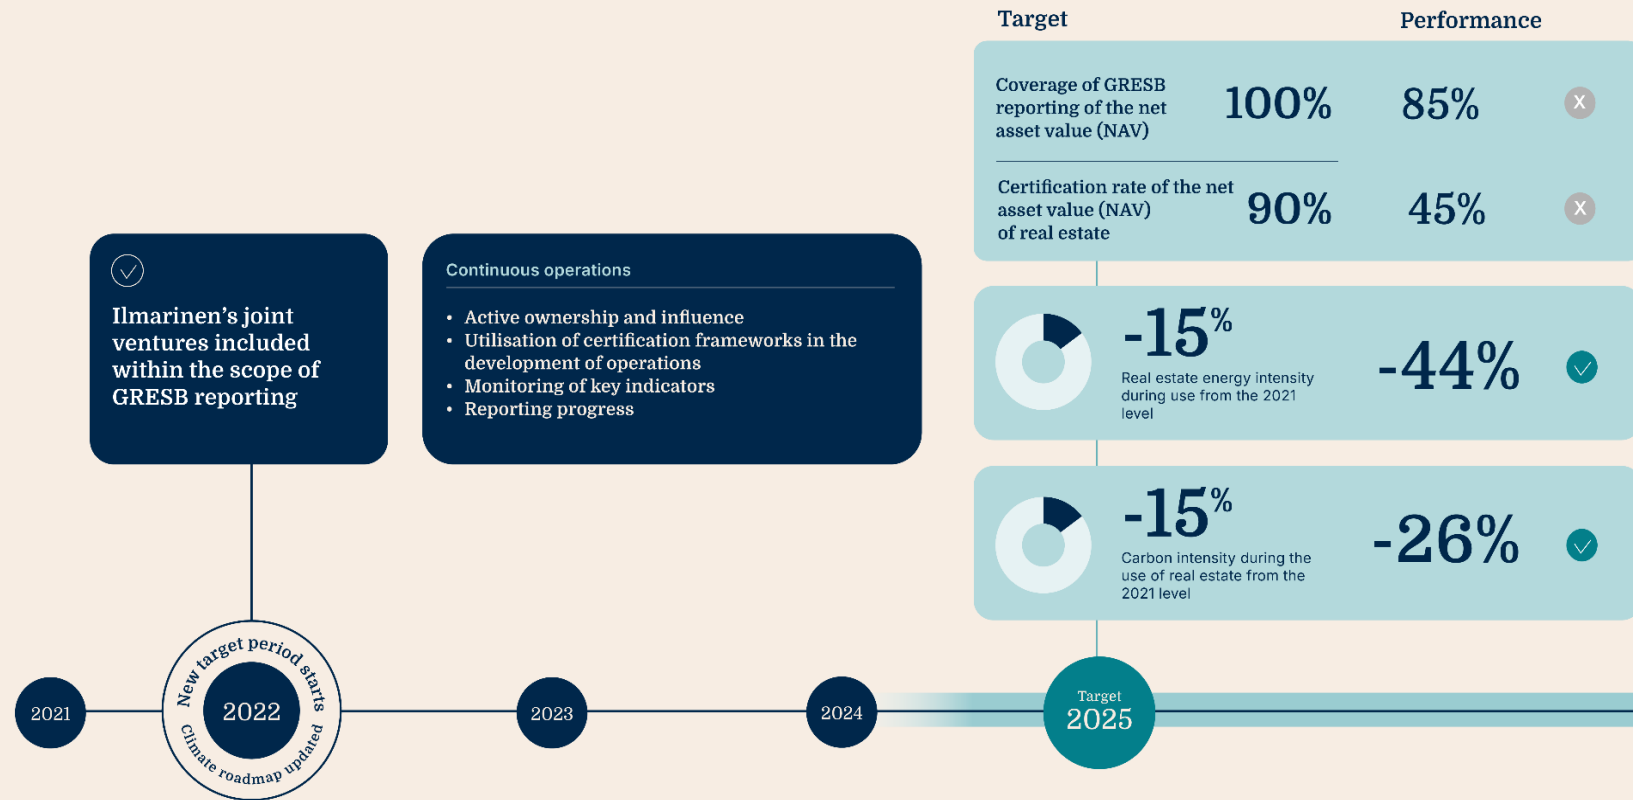 Target
Performance
Coverage of GRESB
reporting of the net
asset value (NAV)
100%
85%
X
Certification rate of the net
asset value (NAV)
of real estate
90%
45%
X
Ilmarinen’s joint
ventures included
within the scope of
GRESB reporting
Continuous operations
• Active ownership and influence
• Utilisation of certification frameworks in the
development of operations
• Monitoring of key indicators
• Reporting progress
-15%
Real estate energy intensity
during use from the 2021
level
-44%
-15%
Carbon intensity during the
use of real estate from the
2021 level
-26%
2021
New target period starts
2022
Climate roadmap updated
2023
2024
Target
2025